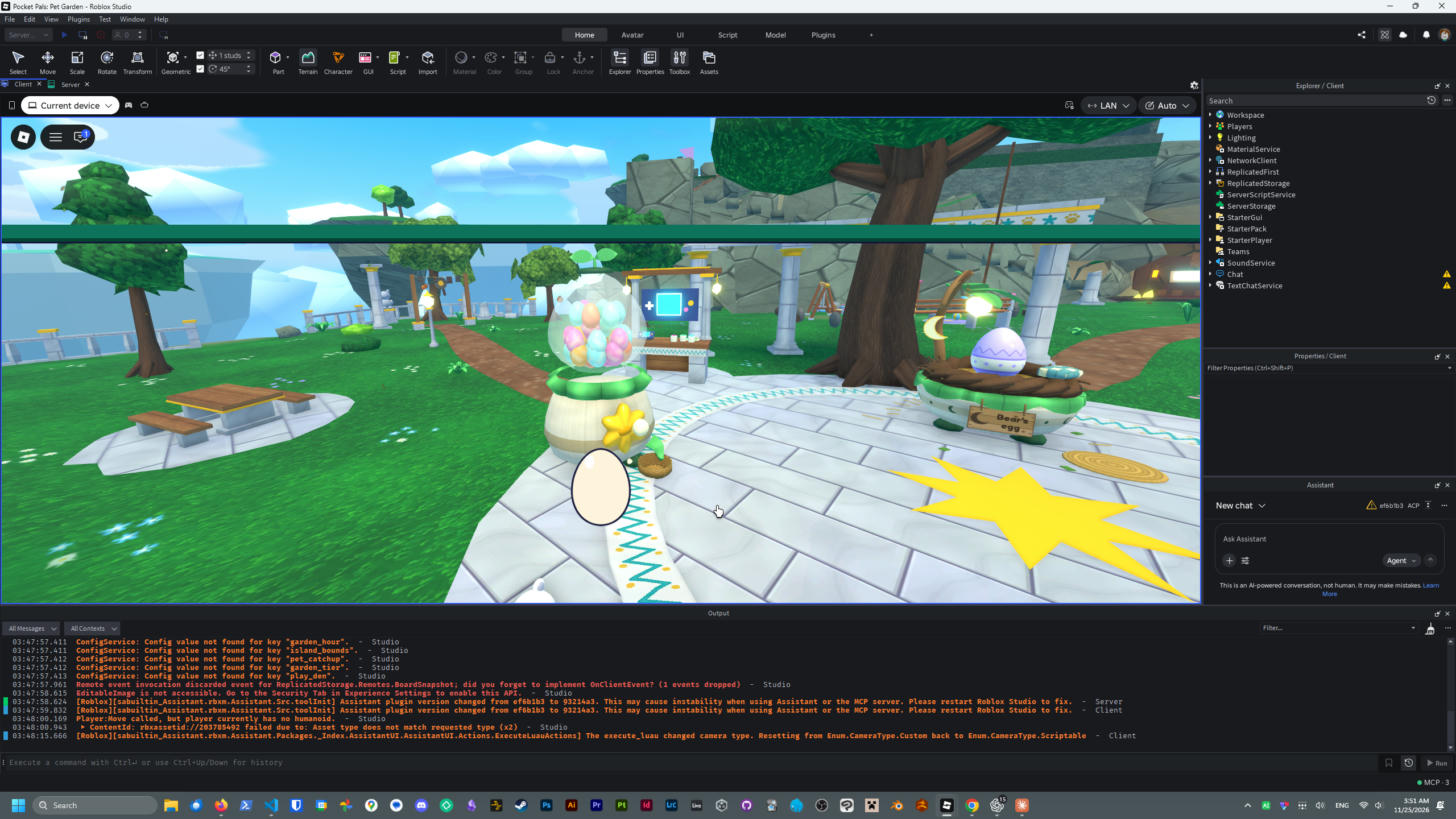 Pocket Pals: Pet Garden - Roblox Studio
File Edit View Plugins Test Window Help
Server...
0
Home Avatar UI Script Model Plugins +
1 studs
45°
Select Move Scale Rotate Transform Geometric Part Terrain Character GUI Script Import Material Color Group Lock Anchor Explorer Properties Toolbox Assets
Client Server
Current device
LAN Auto
1
Bear's
egg
Explorer / Client
Search
Workspace
Players
Lighting
MaterialService
NetworkClient
ReplicatedFirst
ReplicatedStorage
ServerScriptService
ServerStorage
StarterGui
StarterPack
StarterPlayer
Teams
SoundService
Chat
TextChatService
Properties / Client
Filter Properties (Ctrl+Shift+P)
Assistant
New chat ef6b1b3 ACP
Ask Assistant
Agent
This is an AI-powered conversation, not human. It may make mistakes. Learn
More
Output
All Messages All Contexts Filter...
03:47:57.411 ConfigService: Config value not found for key "garden_hour". - Studio
03:47:57.411 ConfigService: Config value not found for key "island_bounds". - Studio
03:47:57.412 ConfigService: Config value not found for key "pet_catchup". - Studio
03:47:57.412 ConfigService: Config value not found for key "garden_tier". - Studio
03:47:57.413 ConfigService: Config value not found for key "pet_decay". - Studio
03:47:57.961 Remote event invocation discarded event for ReplicatedStorage.Remotes.BoardSnapshot; did you forget to implement OnClientEvent? (1 events dropped) - Studio
03:47:58.615 EditableImage is not accessible. Go to the Security Tab in Experience Settings to enable this API. - Studio
03:47:58.624 [Roblox][sabuiltin_Assistant.rbxm.Assistant.Src.toolInit] Assistant plugin version changed from ef6b1b3 to 93214a3. This may cause instability when using Assistant or the MCP server. Please restart Roblox Studio to fix. - Server
03:47:59.832 [Roblox][sabuiltin_Assistant.rbxm.Assistant.Src.toolInit] Assistant plugin version changed from ef6b1b3 to 93214a3. This may cause instability when using Assistant or the MCP server. Please restart Roblox Studio to fix. - Client
03:48:00.169 Player:Move called, but player currently has no humanoid. - Studio
03:48:00.943 ContentId: rbxassetid://203785492 failed due to: Asset type does not match requested type (x2) - Studio
03:48:15.666 [Roblox][sabuiltin_Assistant.rbxm.Assistant.Packages._Index.AssistantUI.AssistantUI.Actions.ExecuteLuauActions] The execute_luau changed camera type. Resetting from Enum.CameraType.Custom back to Enum.CameraType.Scriptable - Client
Execute a command with Ctrl+↵ or use Ctrl+Up/Down for history
Run
MCP · 3
Search
ENG
3:51 AM
11/25/2026